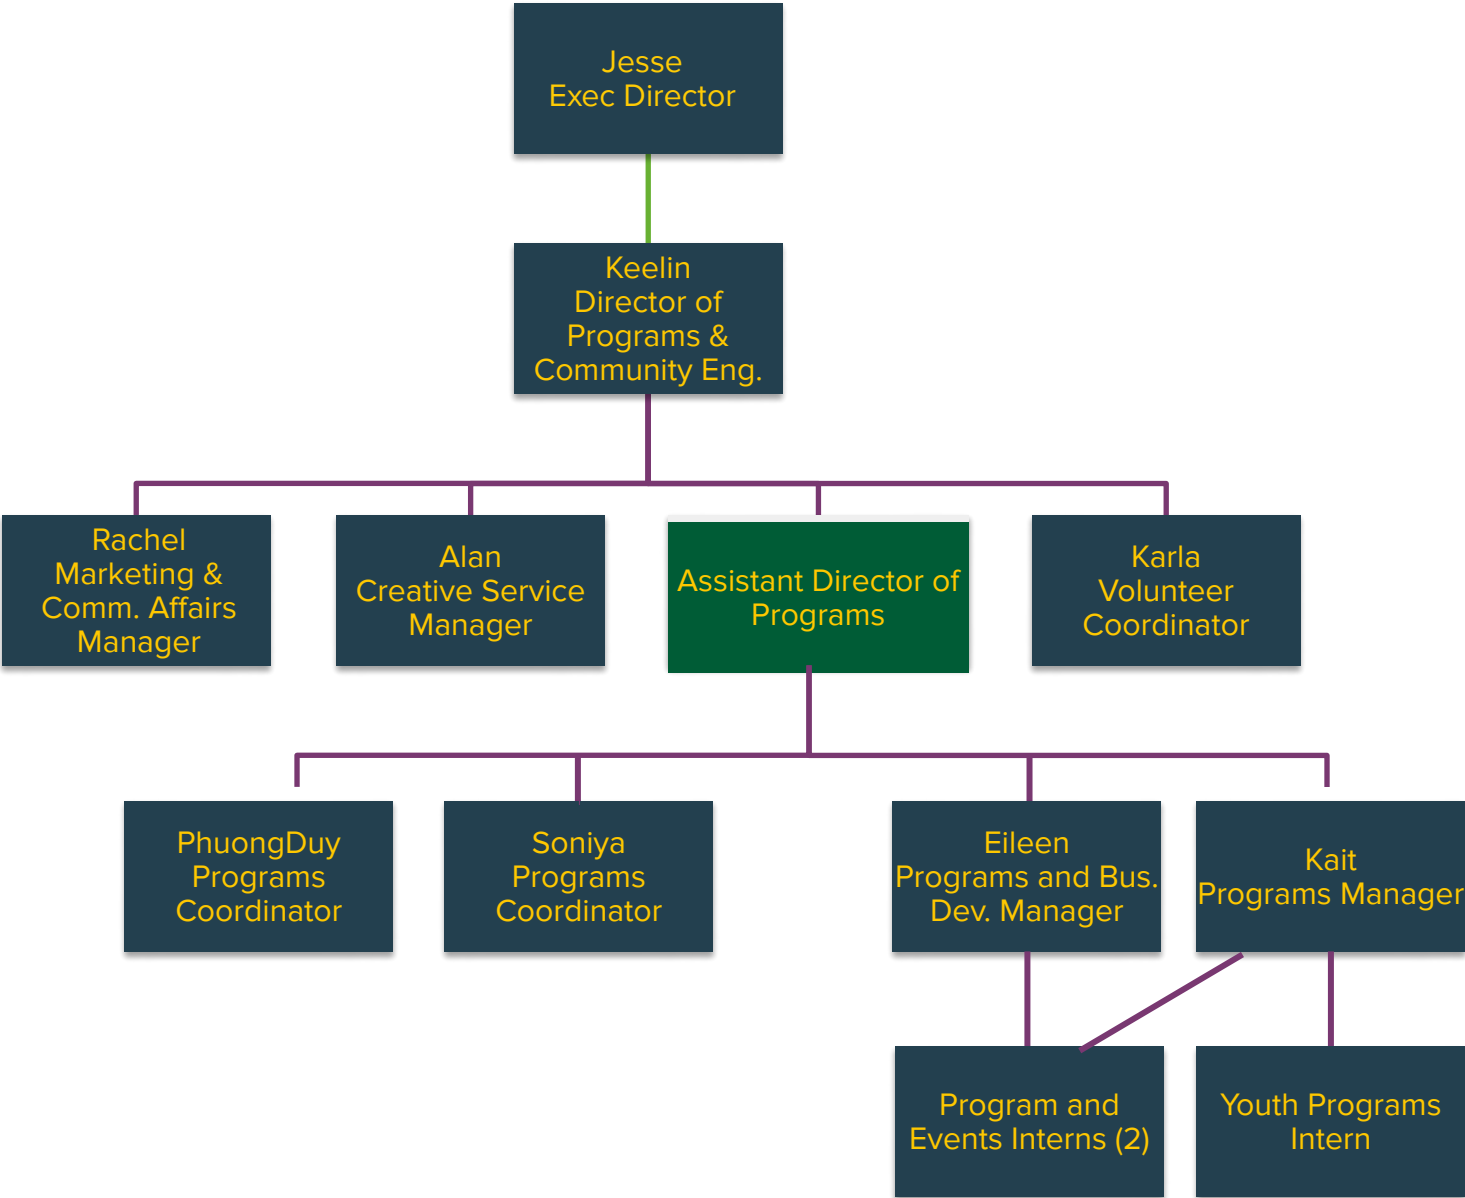 Jesse
Exec Director
Keelin
Director of
Programs &
Community Eng.
Rachel
Marketing &
Comm. Affairs
Manager
Alan
Creative Service
Manager
Assistant Director of
Programs
Karla
Volunteer
Coordinator
PhuongDuy
Programs
Coordinator
Soniya
Programs
Coordinator
Eileen
Programs and Bus.
Dev. Manager
Kait
Programs Manager
Program and
Events Interns (2)
Youth Programs
Intern